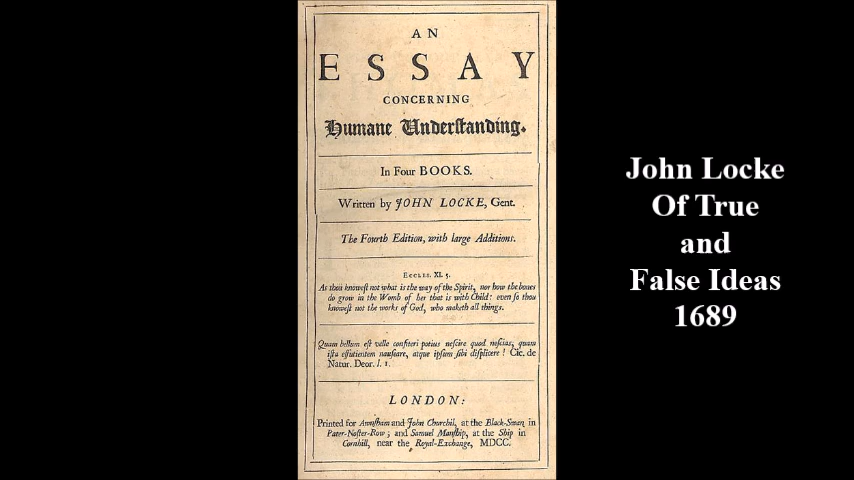 AN
ESSAY
CONCERNING
Humane Understanding.
In Four BOOKS.
Written by JOHN LOCKE, Gent.
The Fourth Edition, with large Additions.
ECCLES. XI. 5.
As thou knowest not what is the way of the Spirit, nor how the bones
do grow in the Womb of her that is with Child: even so thou
knowest not the works of God, who maketh all things.
Quam bellum est velle confiteri potius nescire quod nescias, quam
ista effutientem nauseare, atque ipsum sibi displicere! Cic. de
Natur. Deor. l. 1.
LONDON:
Printed for Awnsham and John Churchil, at the Black-Swan in
Pater-Noster-Row; and Samuel Manship, at the Ship in
Cornhill, near the Royal-Exchange, MDCC.
John Locke
Of True
and
False Ideas
1689